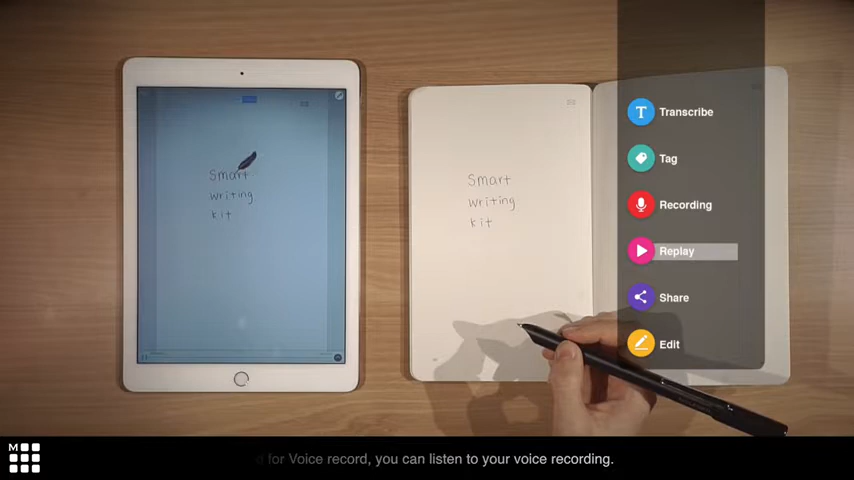 Smart
writing
kit
Smart
writing
kit
Transcribe
Tag
Recording
Replay
Share
Edit
M
for Voice record, you can listen to your voice recording.